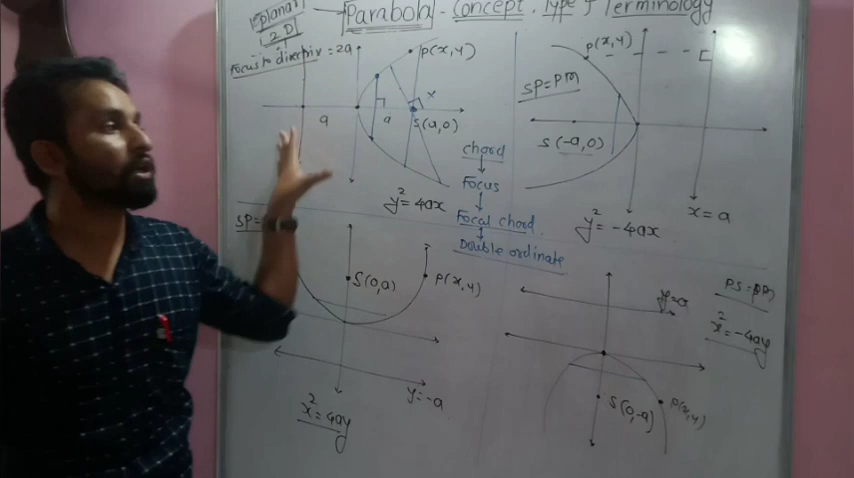 planar
(2D)
Parabola - Concept. Type & Terminology
Focus to directrix = 2a
P(x,y)
x
a
a
S(a,0)
y²=4ax
chord
Focus
Focal chord
Double ordinate
P(x,y)
SP=PM
S(-a,0)
y²=-4ax
x=a
SP=
S(0,a)
P(x,y)
y=-a
x²=4ay
y=a
PS=PM
x²=-4ay
S(0,-a)
P(x,y)